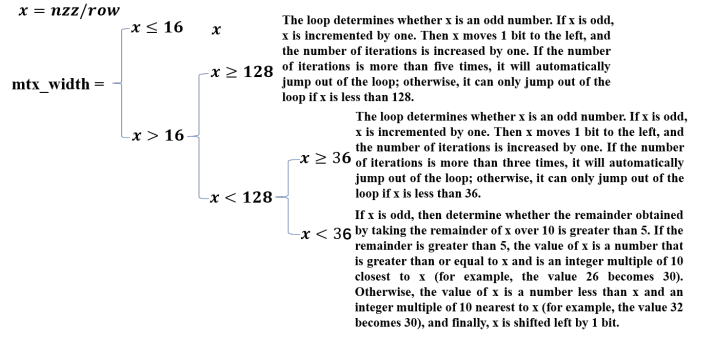 x = nzz/row
x ≤ 16 x
The loop determines whether x is an odd number. If x is odd,
x is incremented by one. Then x moves 1 bit to the left, and
the number of iterations is increased by one. If the number
of iterations is more than five times, it will automatically
jump out of the loop; otherwise, it can only jump out of the
loop if x is less than 128.
x ≥ 128
mtx_width =
x > 16
The loop determines whether x is an odd number. If x is odd,
x is incremented by one. Then x moves 1 bit to the left, and
the number of iterations is increased by one. If the number
of iterations is more than three times, it will automatically
jump out of the loop; otherwise, it can only jump out of the
loop if x is less than 36.
x ≥ 36
x < 128
If x is odd, then determine whether the remainder obtained
by taking the remainder of x over 10 is greater than 5. If the
remainder is greater than 5, the value of x is a number that
is greater than or equal to x and is an integer multiple of 10
closest to x (for example, the value 26 becomes 30).
Otherwise, the value of x is a number less than x and an
integer multiple of 10 nearest to x (for example, the value 32
becomes 30), and finally, x is shifted left by 1 bit.
x < 36